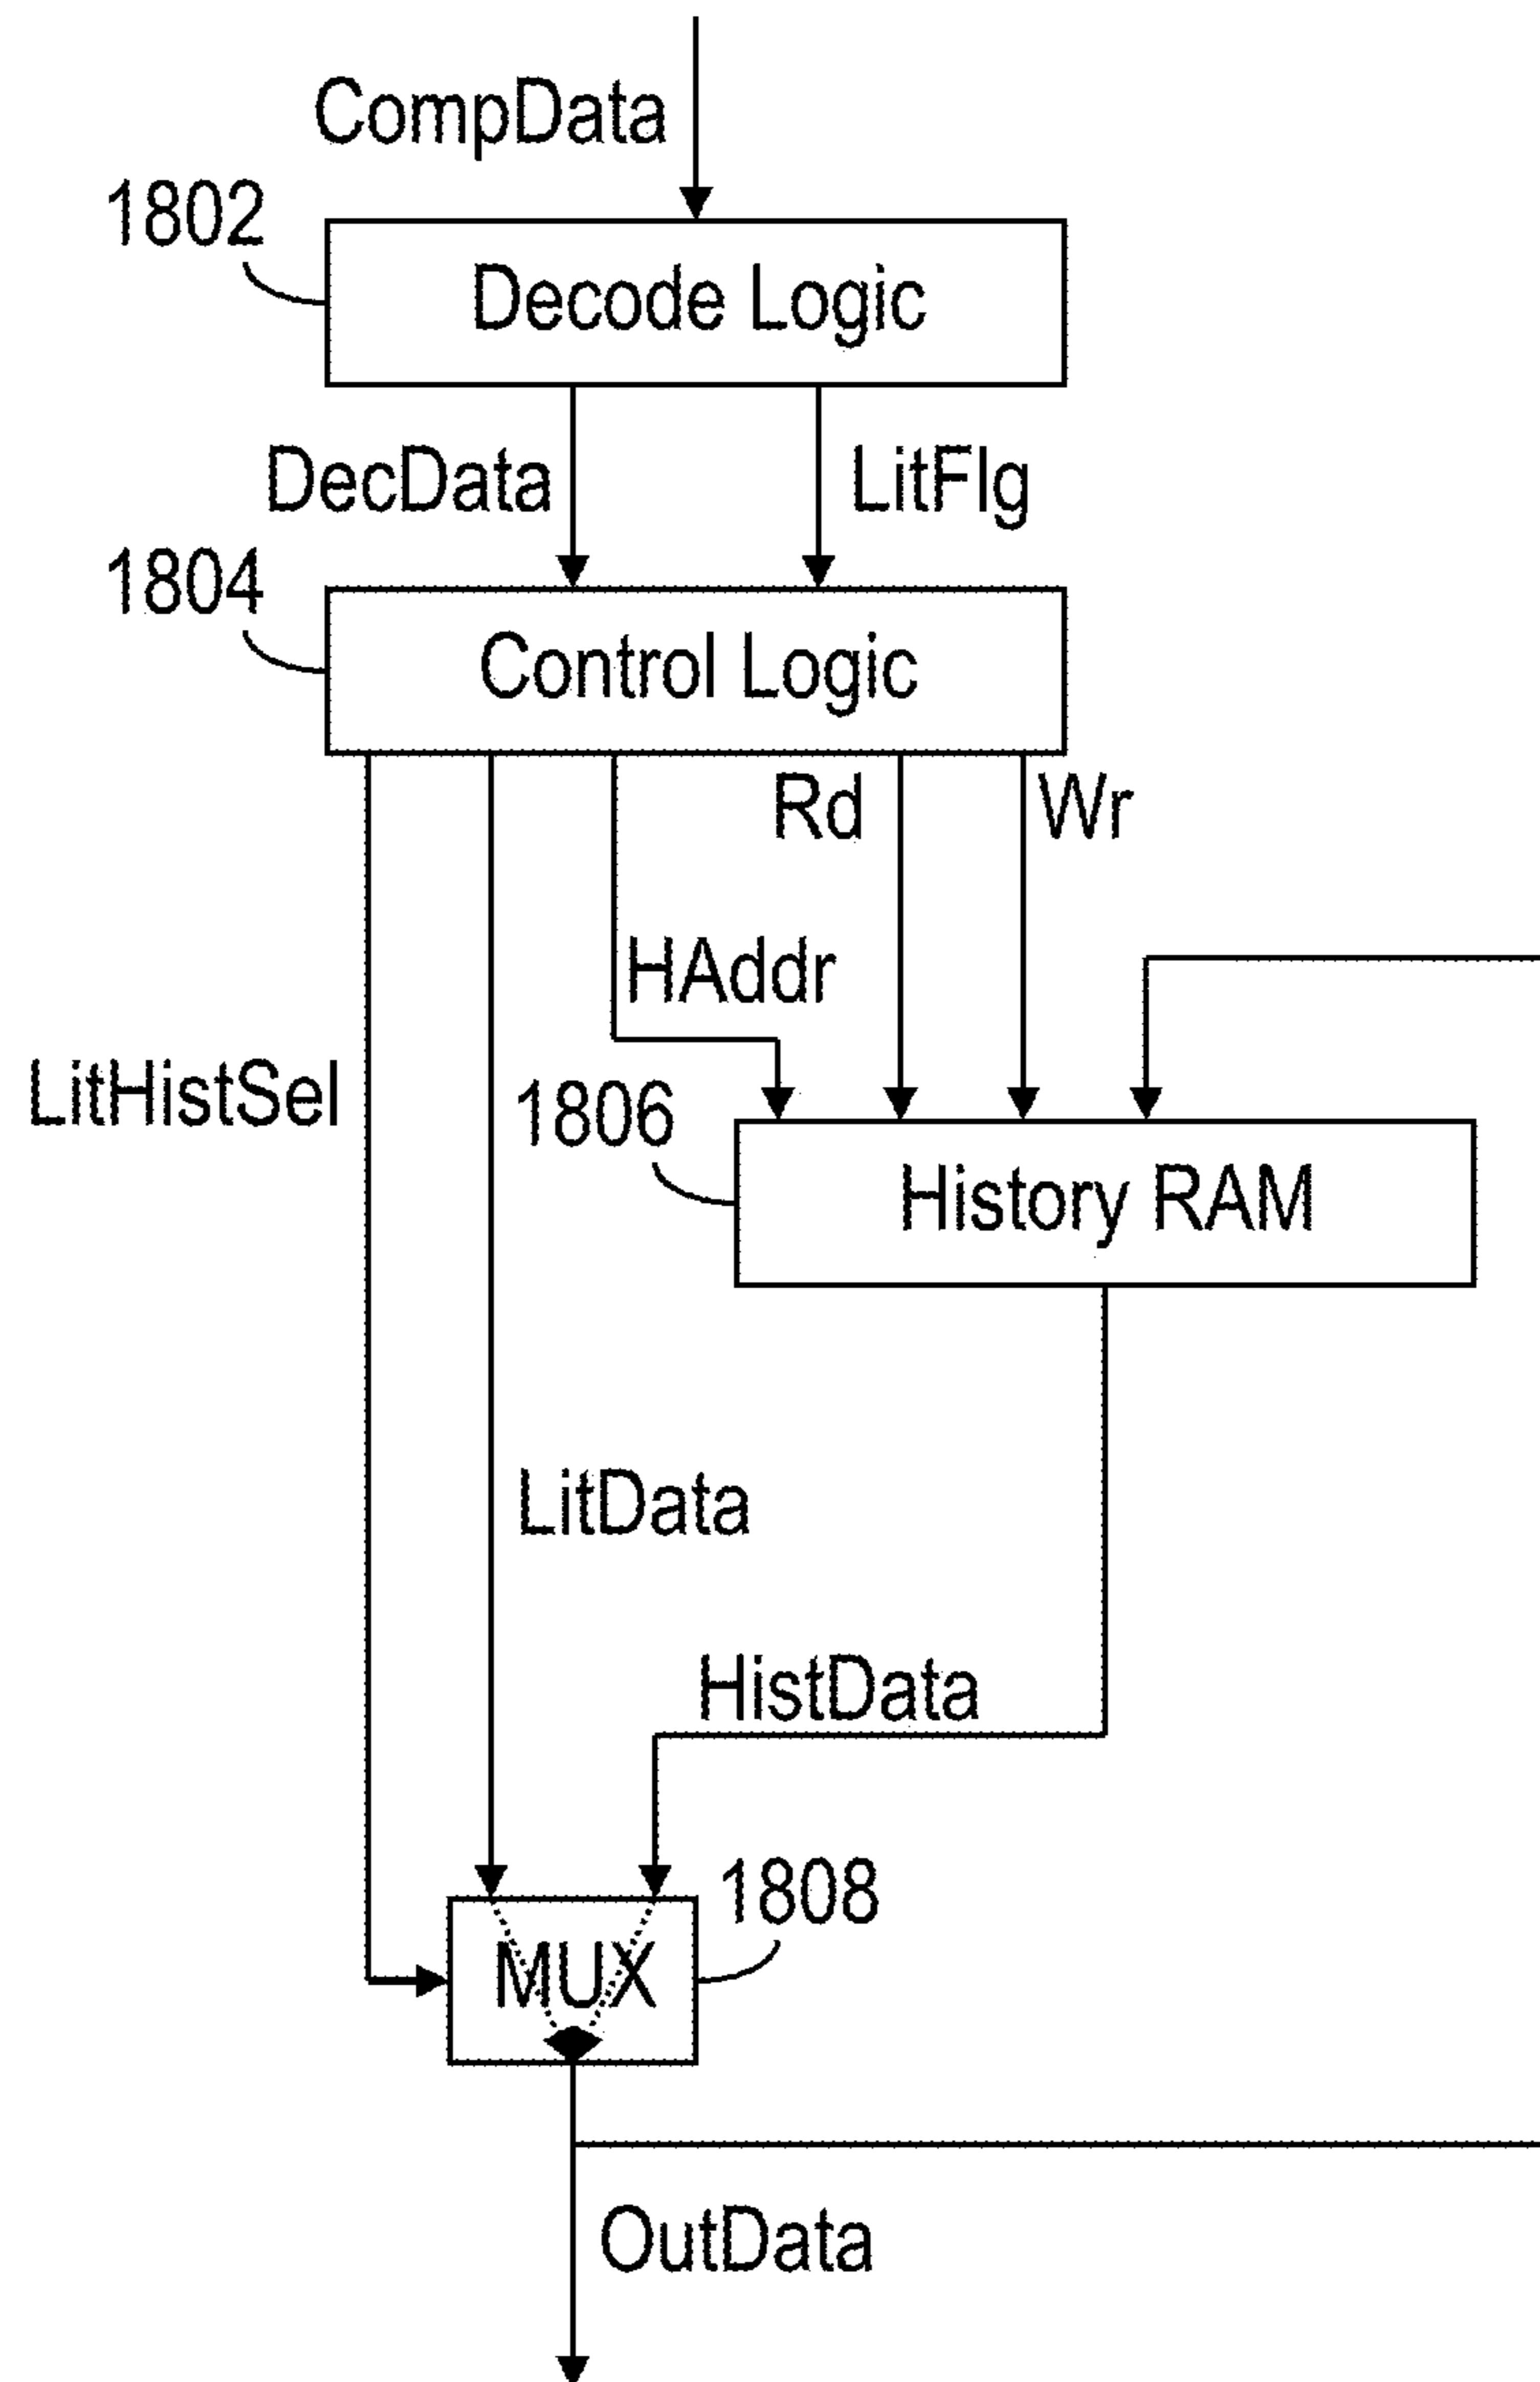 CompData
1802
Decode Logic
DecData
LitFlg
1804
Control Logic
Rd
Wr
HAddr
LitHistSel
1806
History RAM
LitData
HistData
1808
MUX
OutData